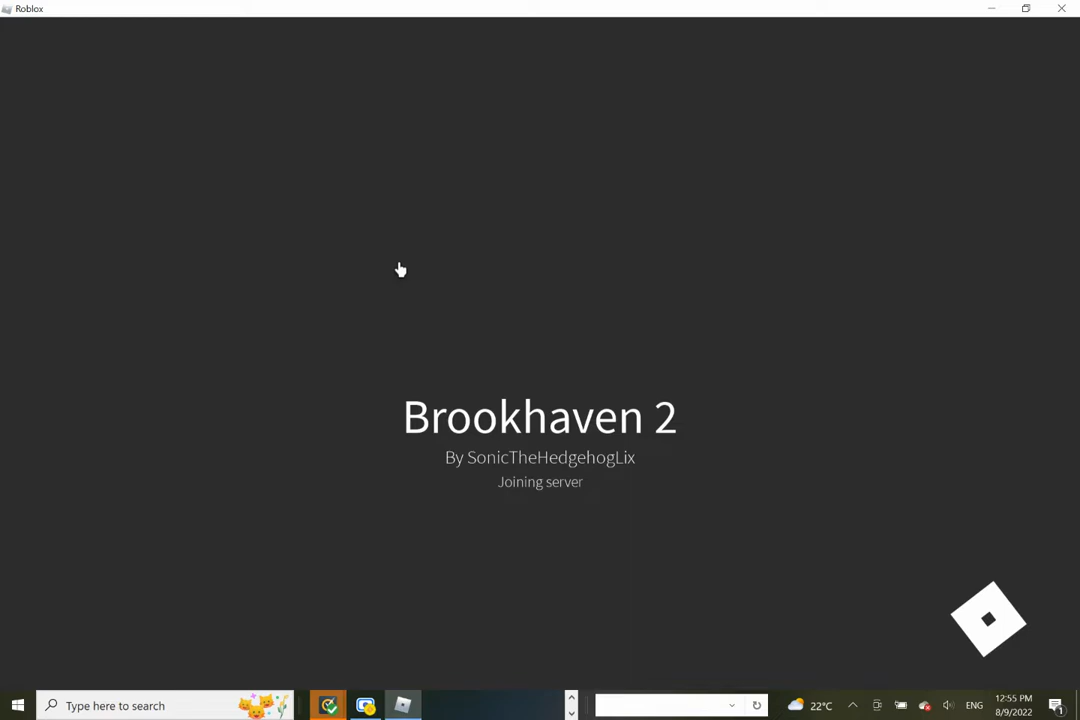 Roblox
Brookhaven 2
By SonicTheHedgehogLix
Joining server
Type here to search
22°C
ENG
12:55 PM
8/9/2022
1